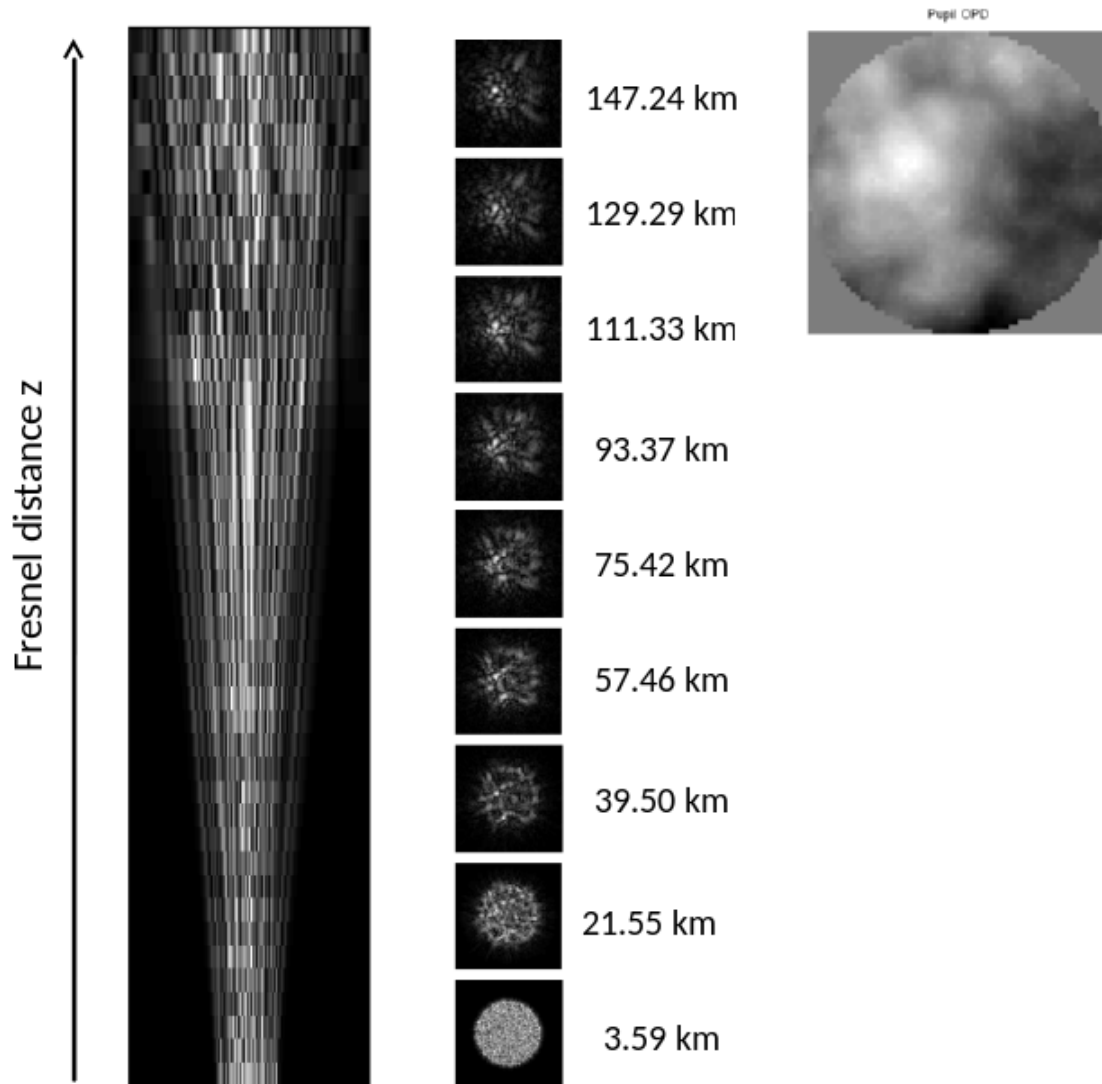 Pupil OPD
147.24 km
129.29 km
111.33 km
93.37 km
75.42 km
57.46 km
39.50 km
21.55 km
3.59 km
Fresnel distance z